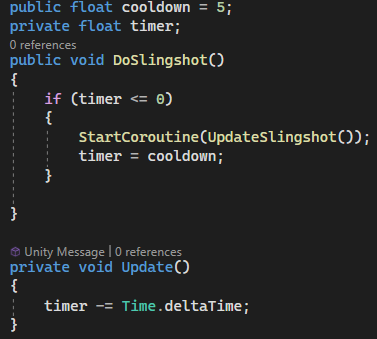 public float cooldown = 5;
private float timer;
0 references
public void DoSlingshot()
{
if (timer <= 0)
{
StartCoroutine(UpdateSlingshot());
timer = cooldown;
}
}
Unity Message | 0 references
private void Update()
{
timer -= Time.deltaTime;
}